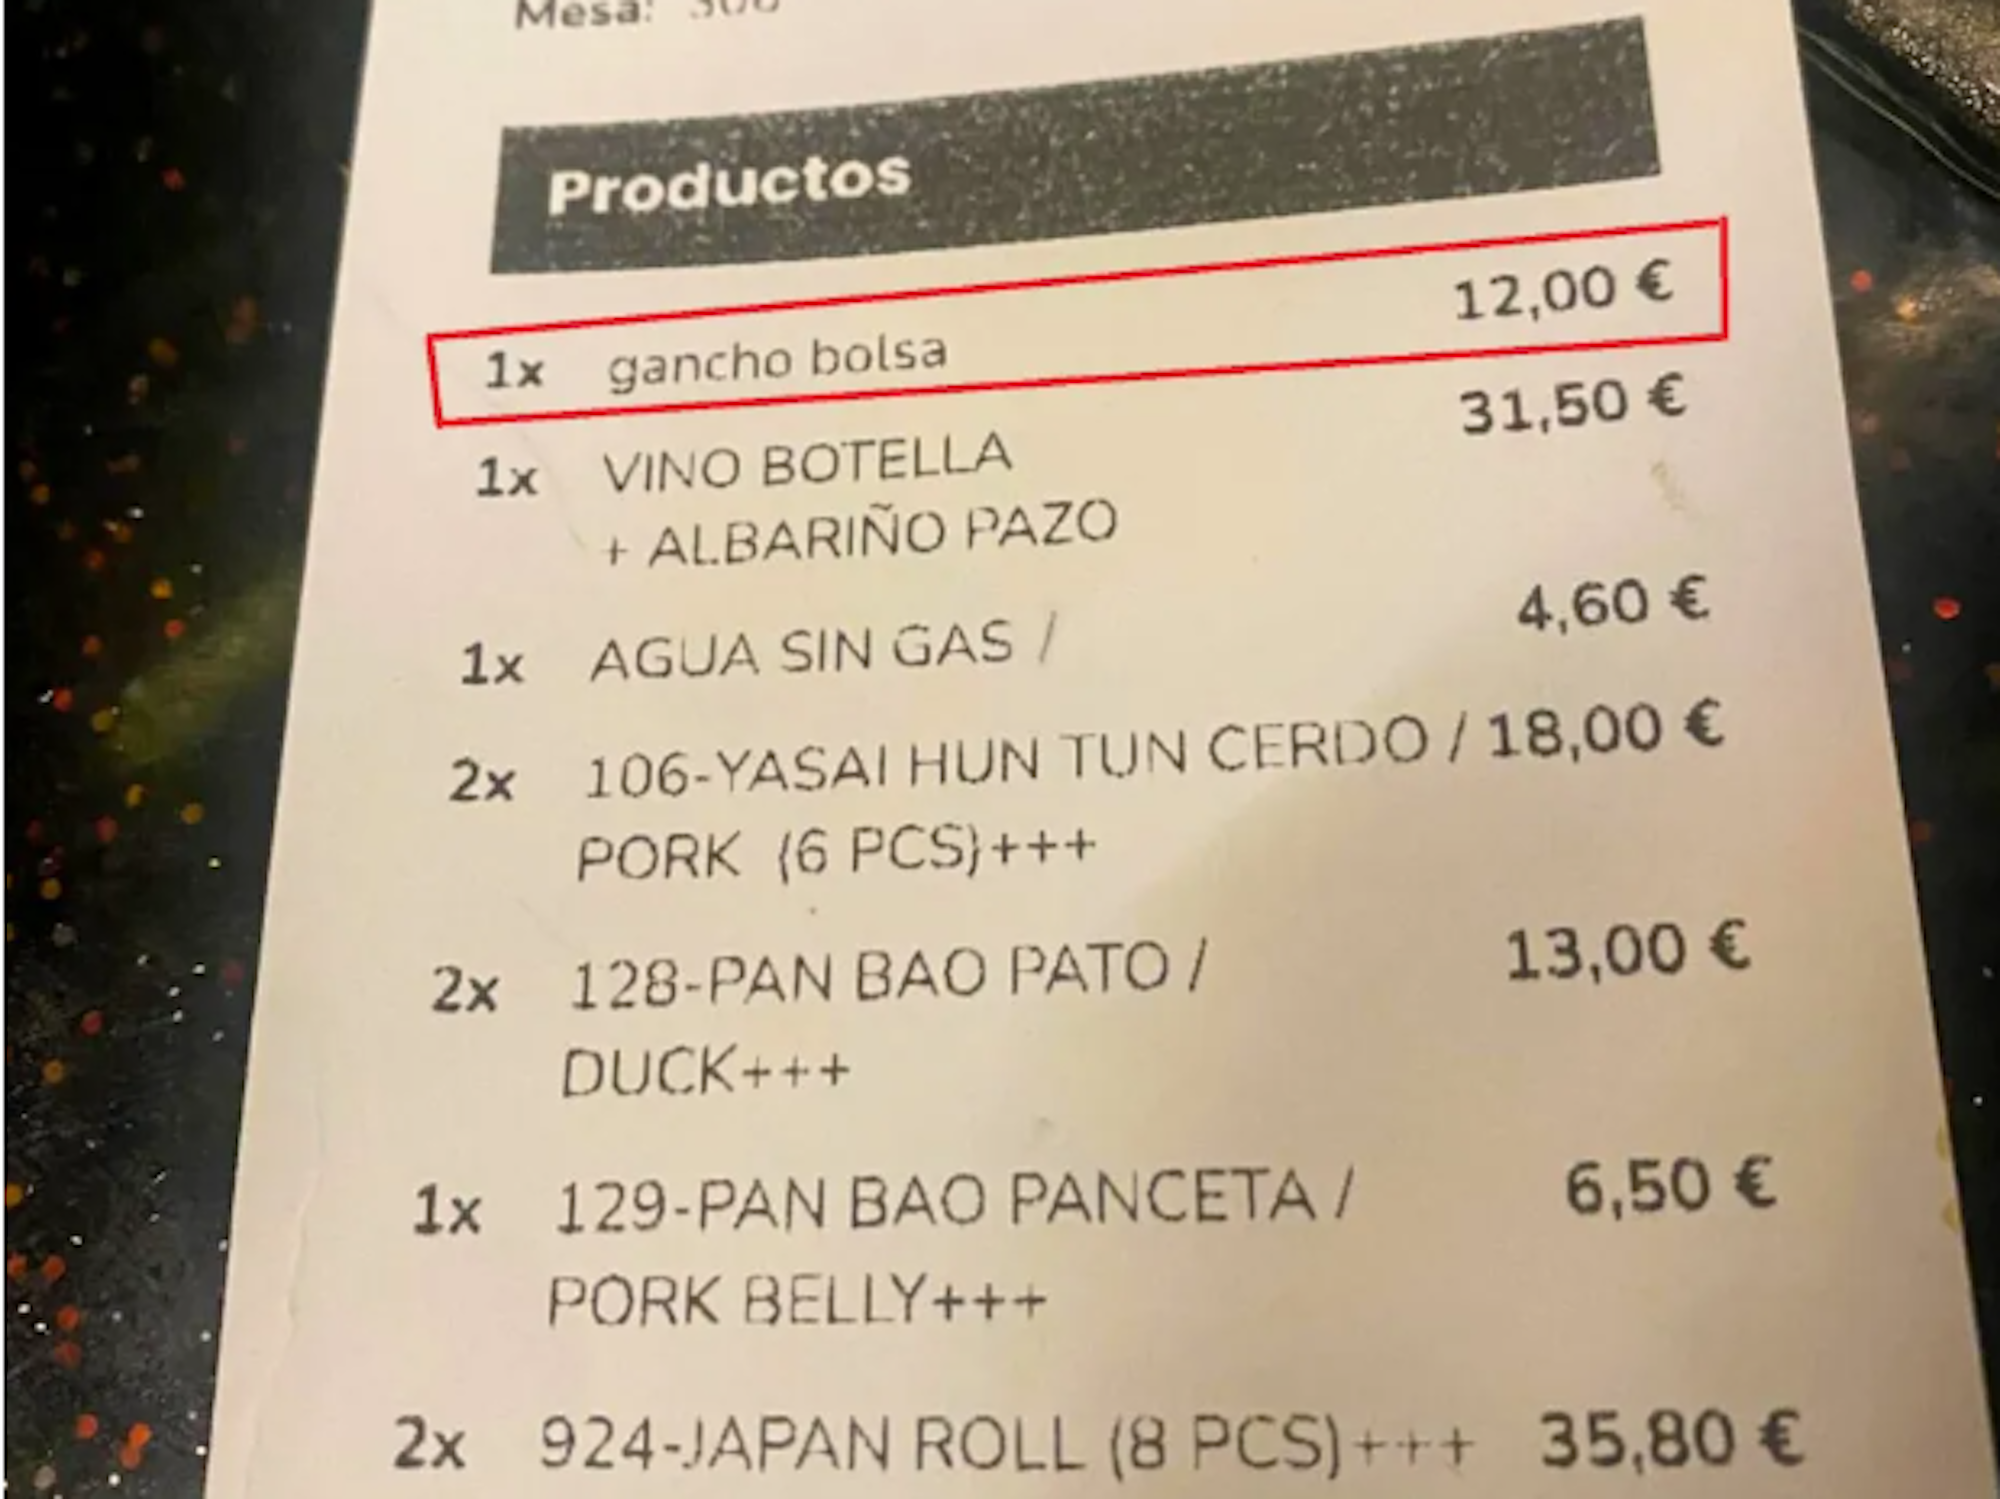 Mesa:
Productos
1x gancho bolsa 12,00 €
1x VINO BOTELLA 31,50 €
+ ALBARIÑO PAZO
1x AGUA SIN GAS / 4,60 €
2x 106-YASAI HUN TUN CERDO / 18,00 €
PORK (6 PCS)+++
2x 128-PAN BAO PATO / 13,00 €
DUCK+++
1x 129-PAN BAO PANCETA / 6,50 €
PORK BELLY+++
2x 924-JAPAN ROLL (8 PCS)+++ 35,80 €